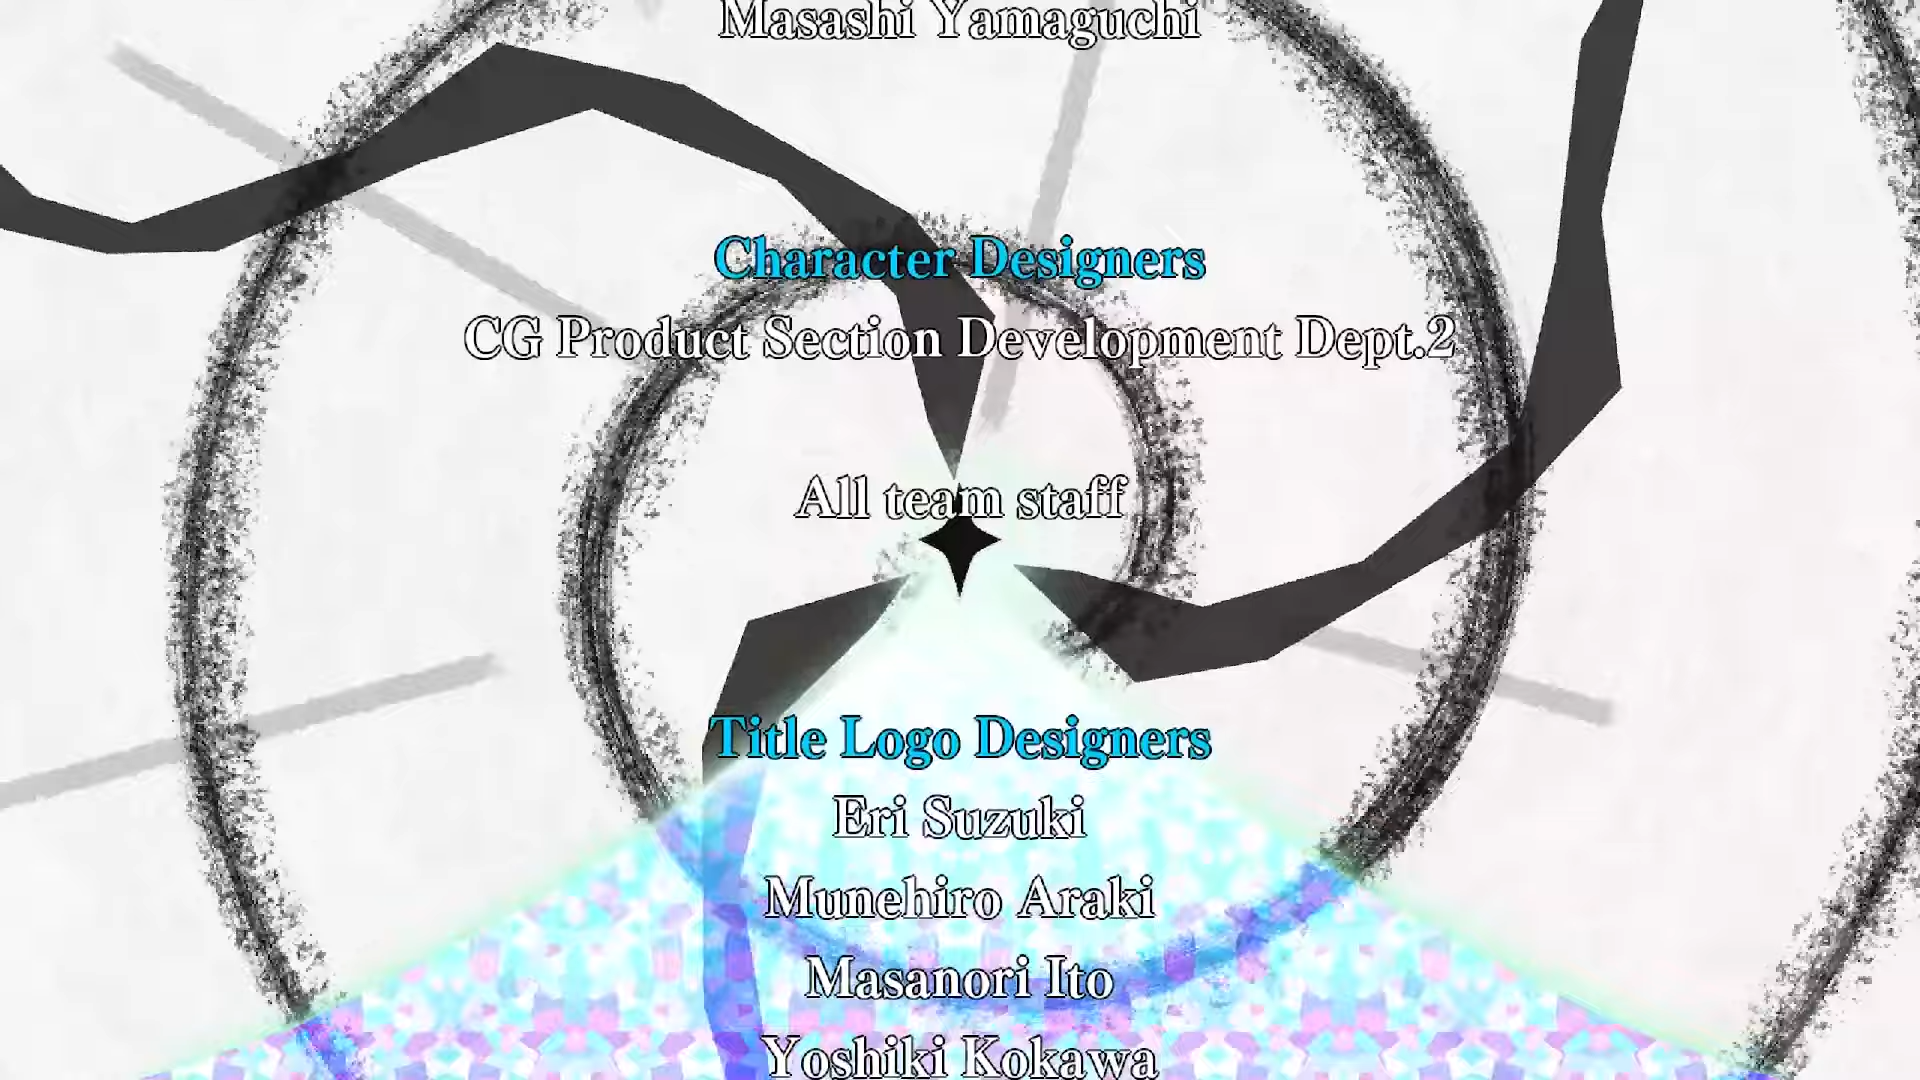 Masashi Yamaguchi
Character Designers
CG Product Section Development Dept.2
All team staff
Title Logo Designers
Eri Suzuki
Munehiro Araki
Masanori Ito
Yoshiki Kokawa